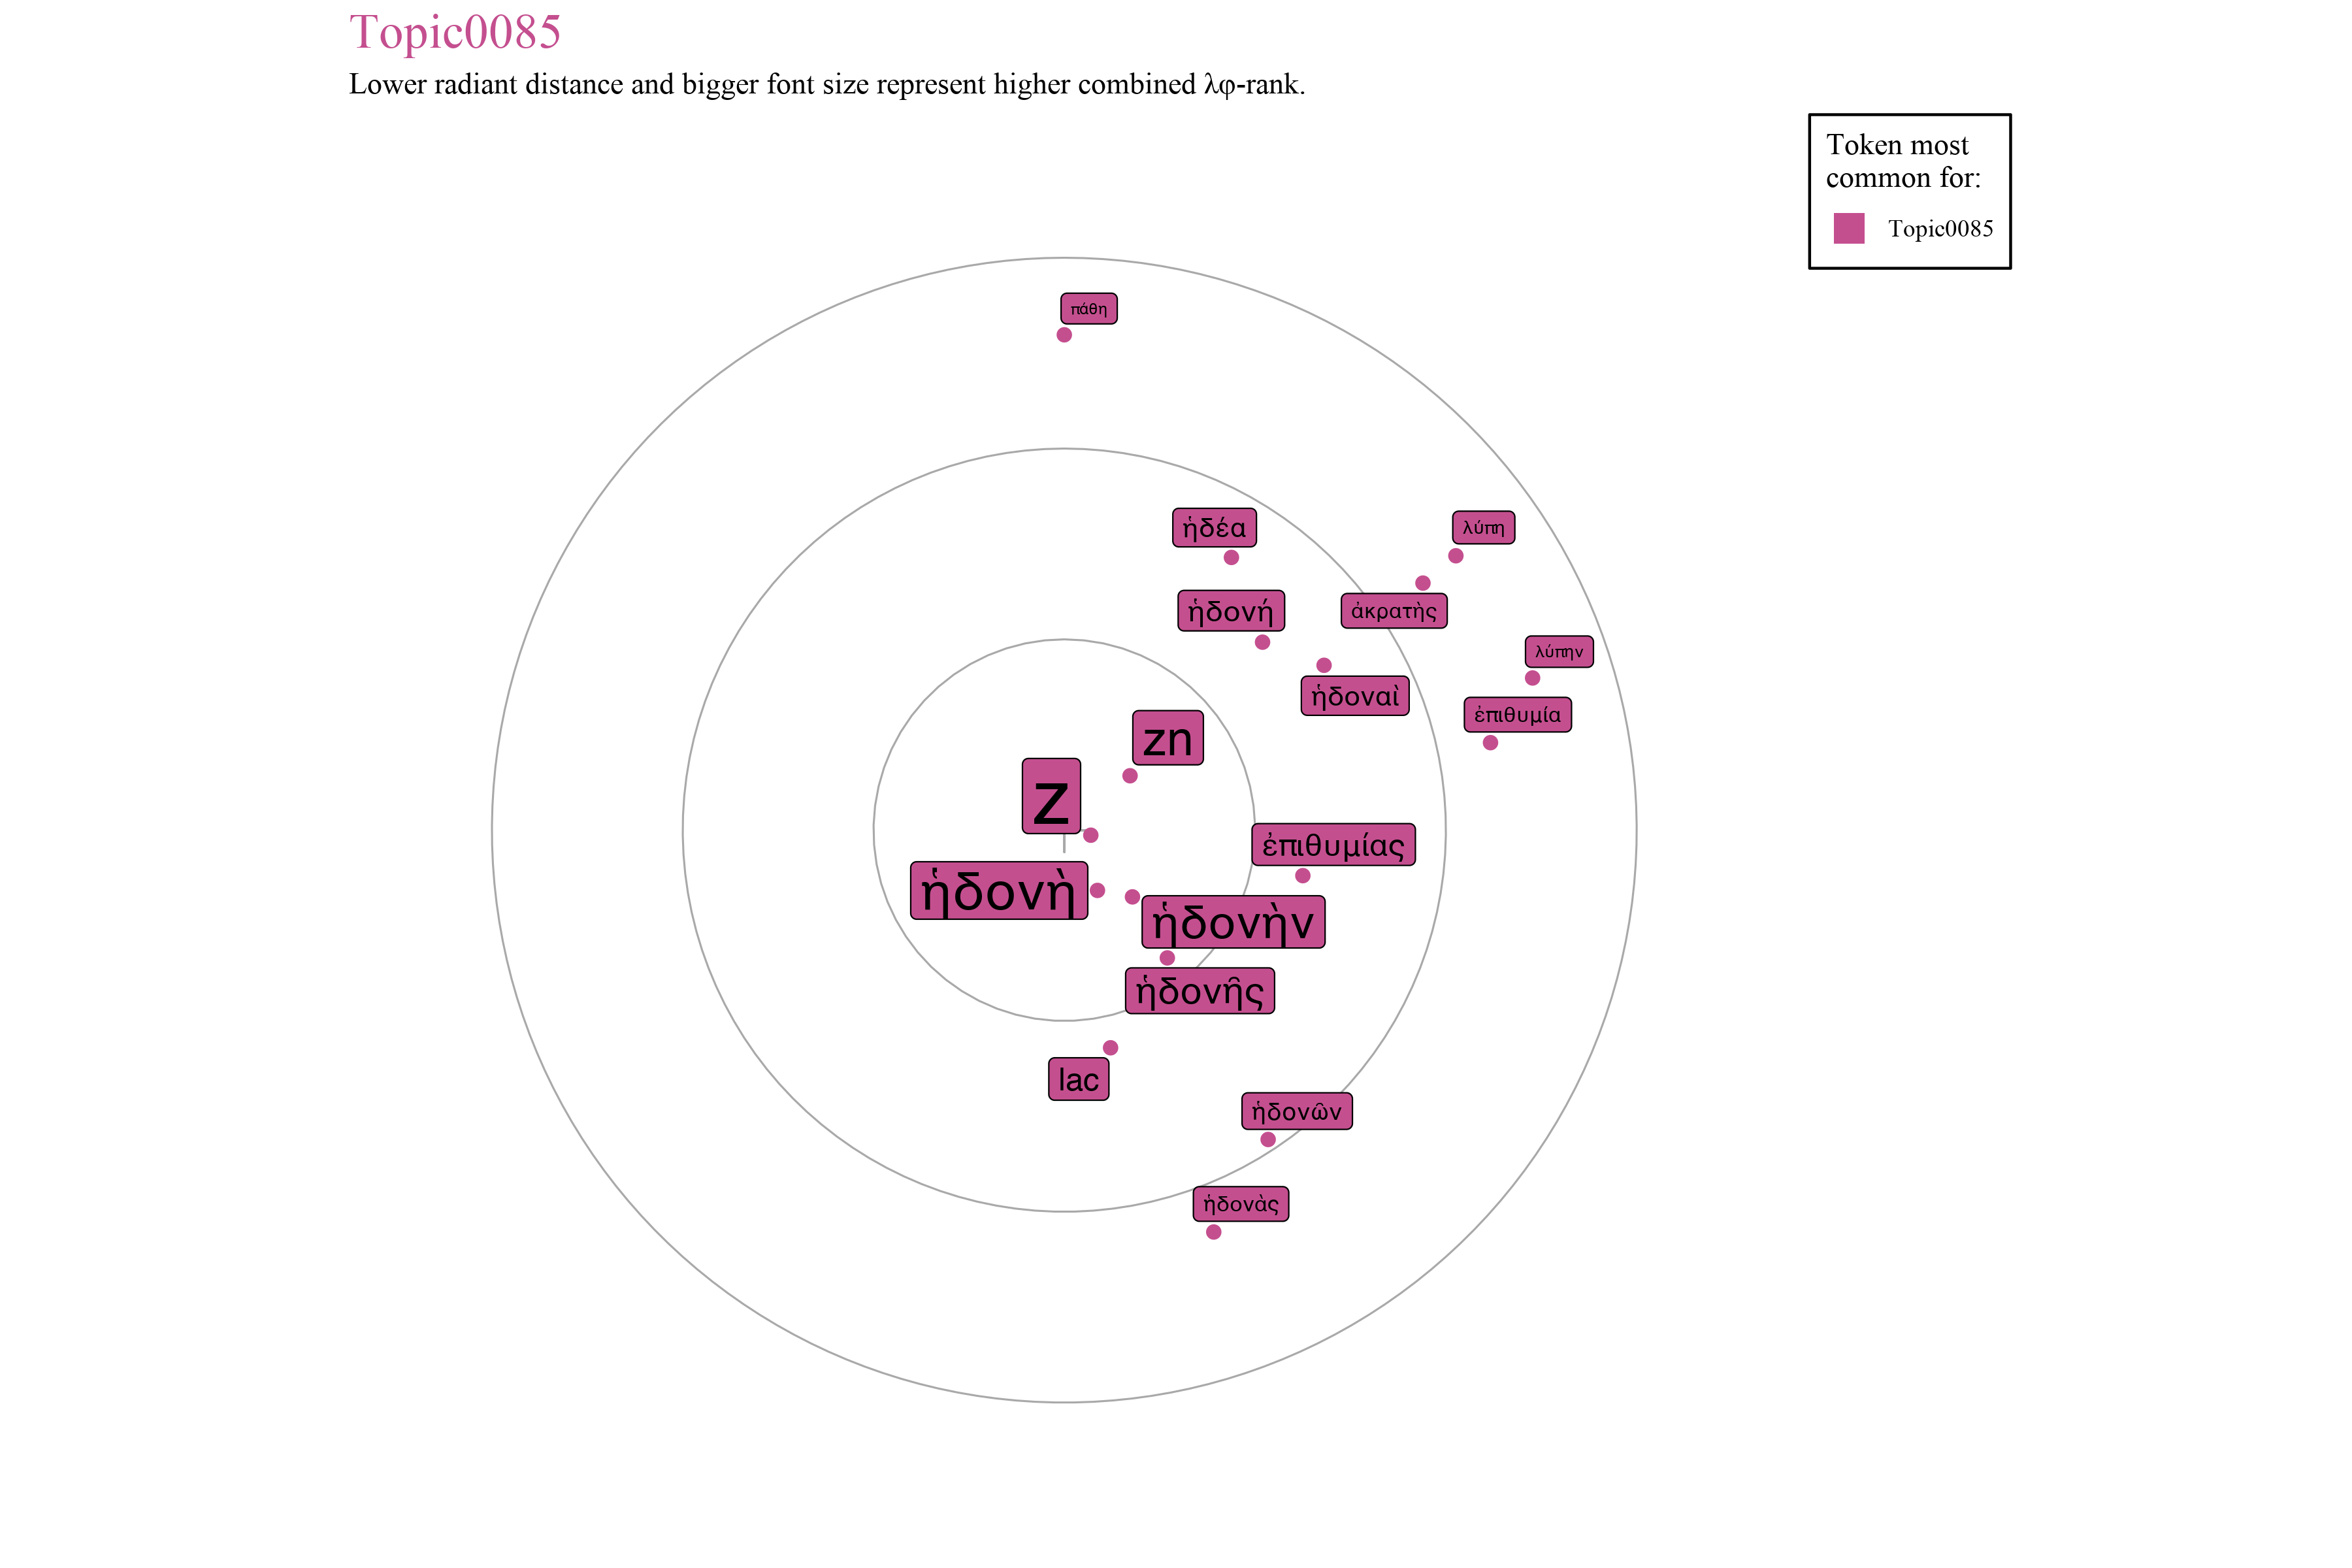 Topic0085
Lower radiant distance and bigger font size represent higher combined λφ-rank.
Token most
common for:
Topic0085
πάθη
ἡδέα
λύπη
ἡδονή
ἀκρατὴς
λύπην
ἡδοναὶ
ἐπιθυμία
zn
z
ἐπιθυμίας
ἡδονὴ
ἡδονὴν
ἡδονῆς
lac
ἡδονῶν
ἡδονὰς